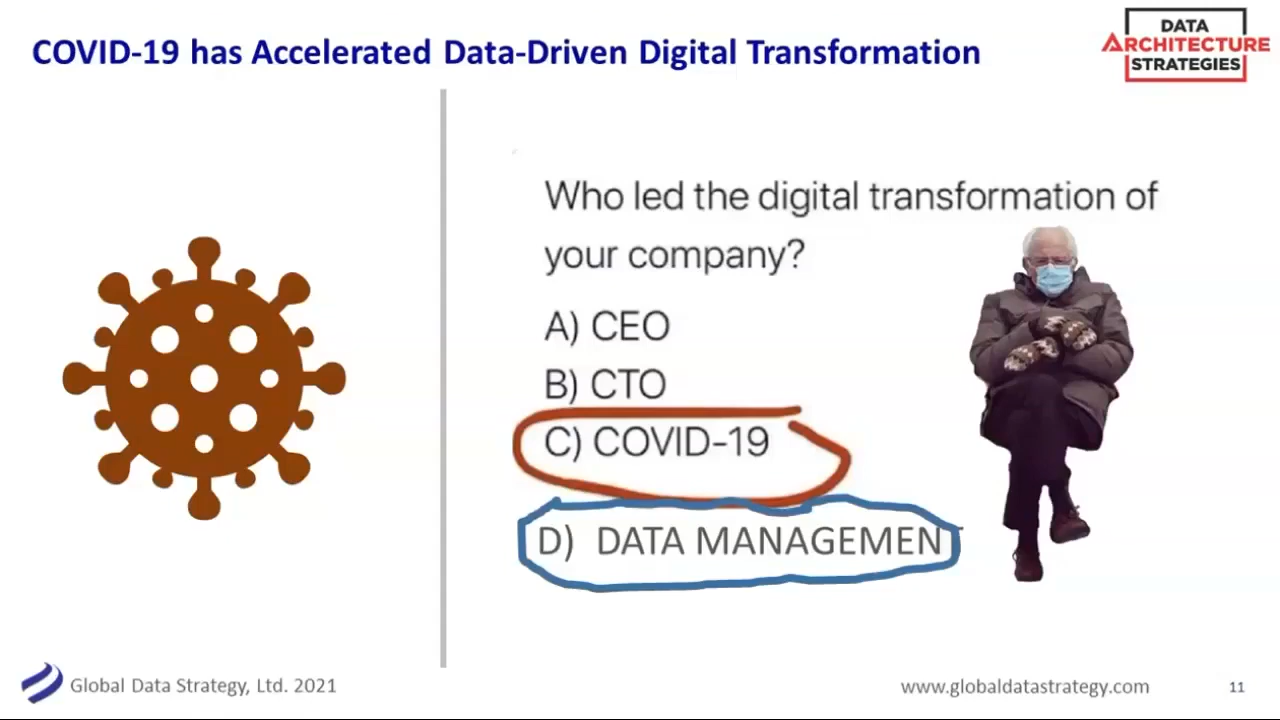 COVID-19 has Accelerated Data-Driven Digital Transformation
DATA
ARCHITECTURE
STRATEGIES
Who led the digital transformation of
your company?
A) CEO
B) CTO
C) COVID-19
D) DATA MANAGEMENT
Global Data Strategy, Ltd. 2021
www.globaldatastrategy.com
11